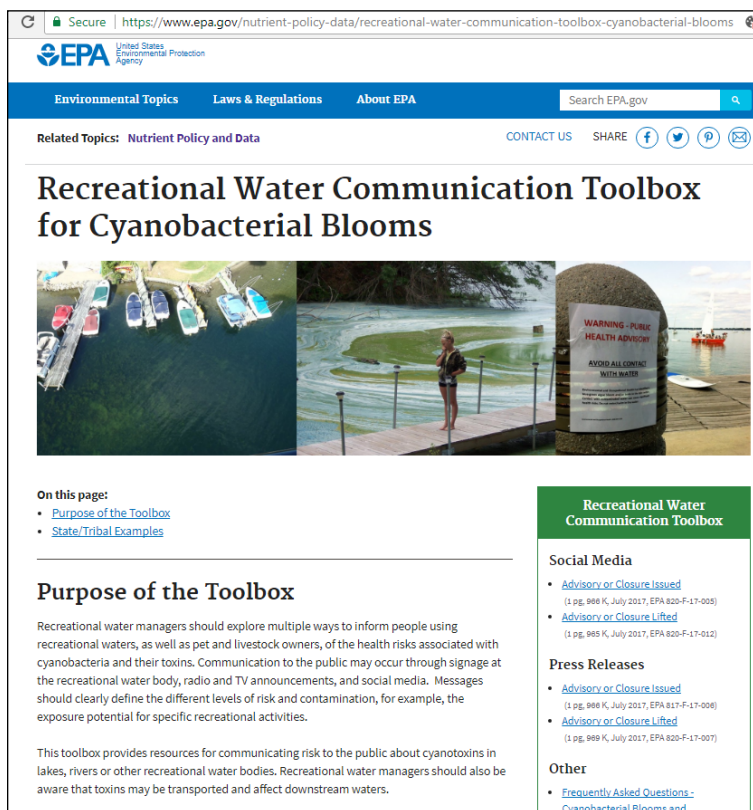 Secure | https://www.epa.gov/nutrient-policy-data/recreational-water-communication-toolbox-cyanobacterial-blooms
EPA
United States
Environmental Protection
Agency
Environmental Topics Laws & Regulations About EPA Search EPA.gov
Related Topics: Nutrient Policy and Data CONTACT US SHARE
Recreational Water Communication Toolbox
for Cyanobacterial Blooms
WARNING - PUBLIC
HEALTH ADVISORY
AVOID ALL CONTACT
WITH WATER
On this page:
• Purpose of the Toolbox
• State/Tribal Examples
Purpose of the Toolbox
Recreational water managers should explore multiple ways to inform people using
recreational waters, as well as pet and livestock owners, of the health risks associated with
cyanobacteria and their toxins. Communication to the public may occur through signage at
the recreational water body, radio and TV announcements, and social media. Messages
should clearly define the different levels of risk and contamination, for example, the
exposure potential for specific recreational activities.
This toolbox provides resources for communicating risk to the public about cyanotoxins in
lakes, rivers or other recreational water bodies. Recreational water managers should also be
aware that toxins may be transported and affect downstream waters.
Recreational Water
Communication Toolbox
Social Media
• Advisory or Closure Issued
(1 pg, 966 K, July 2017, EPA 820-F-17-005)
• Advisory or Closure Lifted
(1 pg, 965 K, July 2017, EPA 820-F-17-012)
Press Releases
• Advisory or Closure Issued
(1 pg, 966 K, July 2017, EPA 817-F-17-006)
• Advisory or Closure Lifted
(1 pg, 969 K, July 2017, EPA 820-F-17-007)
Other
• Frequently Asked Questions -
Cyanobacterial Blooms and